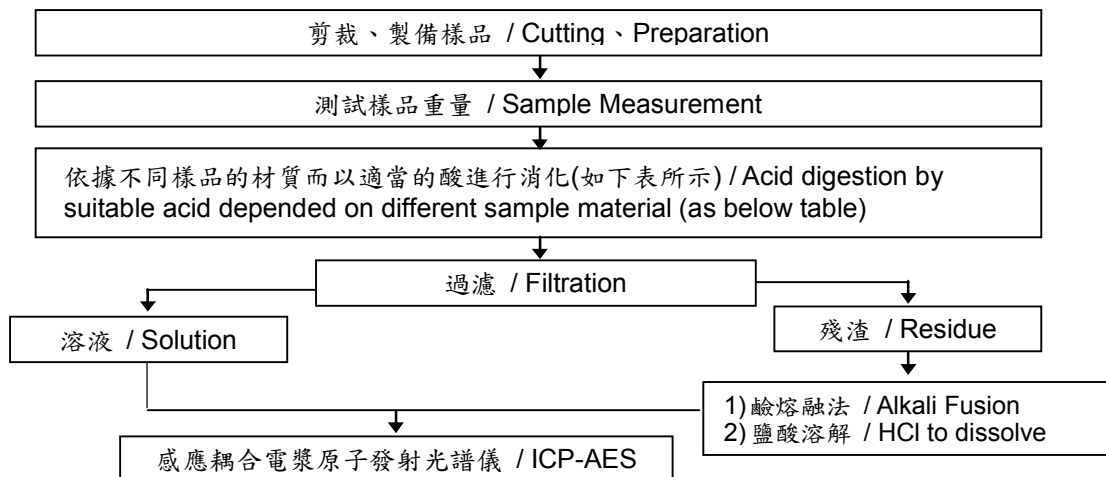 剪裁、製備樣品 / Cutting、Preparation
測試樣品重量 / Sample Measurement
依據不同樣品的材質而以適當的酸進行消化(如下表所示) / Acid digestion by
suitable acid depended on different sample material (as below table)
過濾 / Filtration
溶液 / Solution
殘渣 / Residue
1) 鹼熔融法 / Alkali Fusion
2) 鹽酸溶解 / HCl to dissolve
感應耦合電漿原子發射光譜儀 / ICP-AES